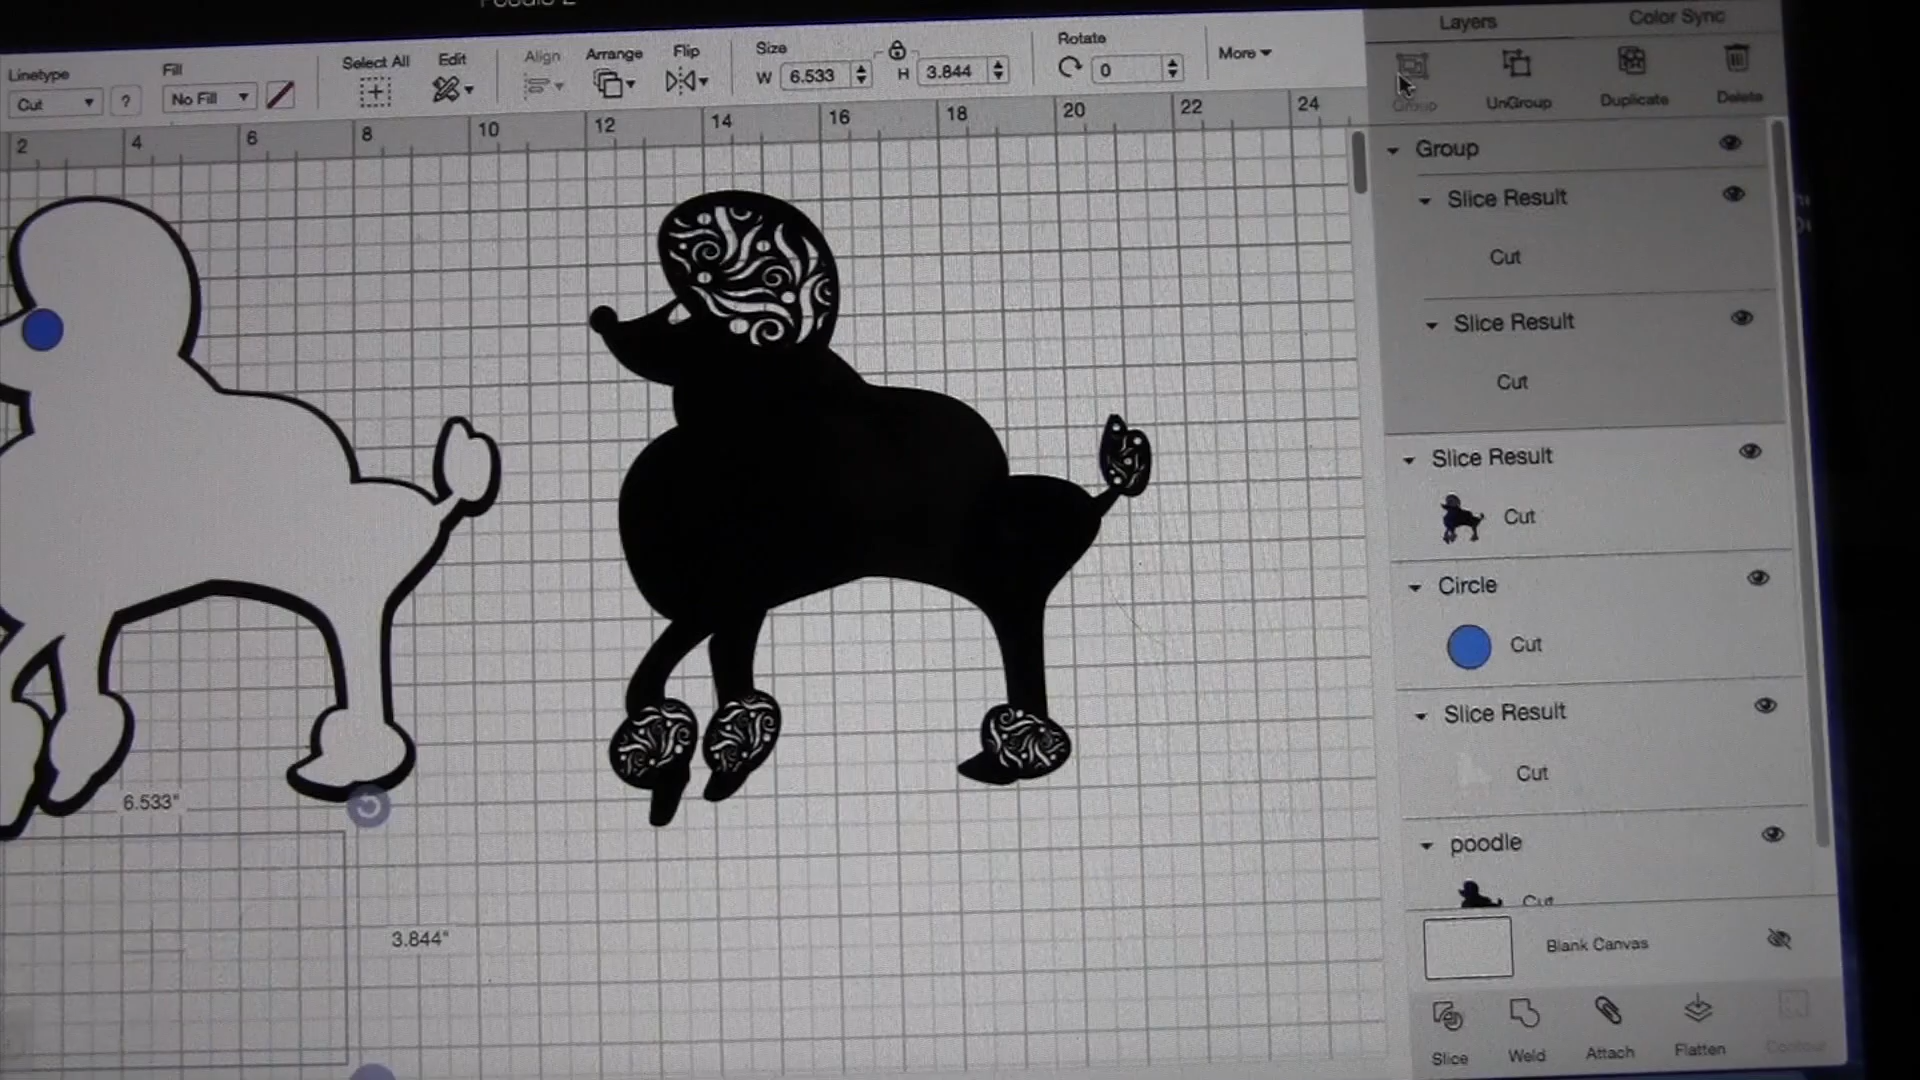 Layers Color Sync
Linetype Fill Select All Edit Align Arrange Flip Size Rotate More
Cut ? No Fill W 6.533 H 3.844 0
Group UnGroup Duplicate Delete
2 4 6 8 10 12 14 16 18 20 22 24
Group
Slice Result
Cut
Slice Result
Cut
Slice Result
Cut
Circle
Cut
Slice Result
Cut
poodle
Cut
Blank Canvas
Slice Weld Attach Flatten Contour
6.533"
3.844"